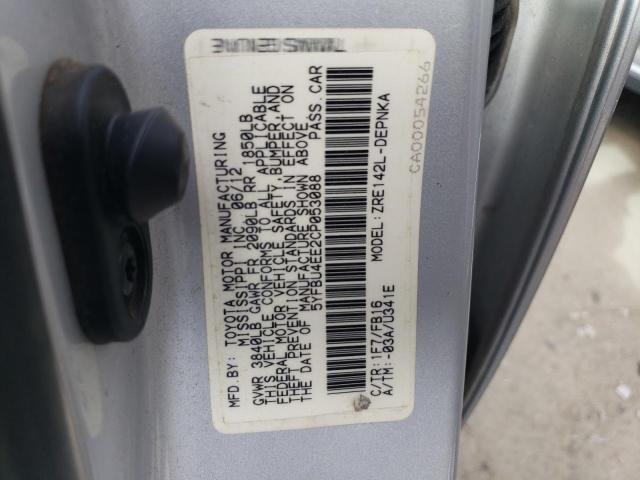 MFD.BY: TOYOTA MOTOR MANUFACTURING
MISSISSIPPI INC. 06/12
GVWR 3840LB GAWR FR 2090LB RR 1850LB
THIS VEHICLE CONFORMS TO ALL APPLICABLE
FEDERAL MOTOR VEHICLE SAFETY, BUMPER, AND
THEFT PREVENTION STANDARDS IN EFFECT ON
THE DATE OF MANUFACTURE SHOWN ABOVE.
5YFBU4EE2CP053088 PASS. CAR
C/TR: 1F7/FB16 MODEL: ZRE142L-DEPNKA
A/TM: -03A/U341E
CA00054266